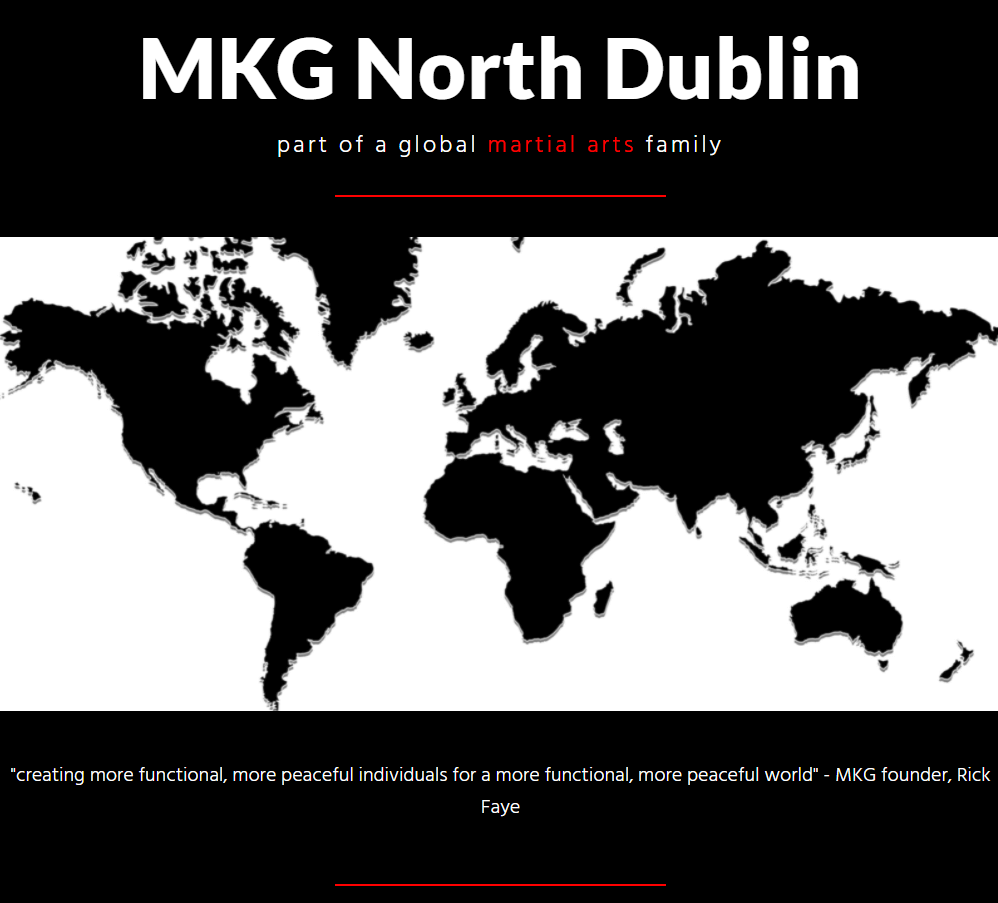 MKG North Dublin
part of a global martial arts family
"creating more functional, more peaceful individuals for a more functional, more peaceful world" - MKG founder, Rick
Faye